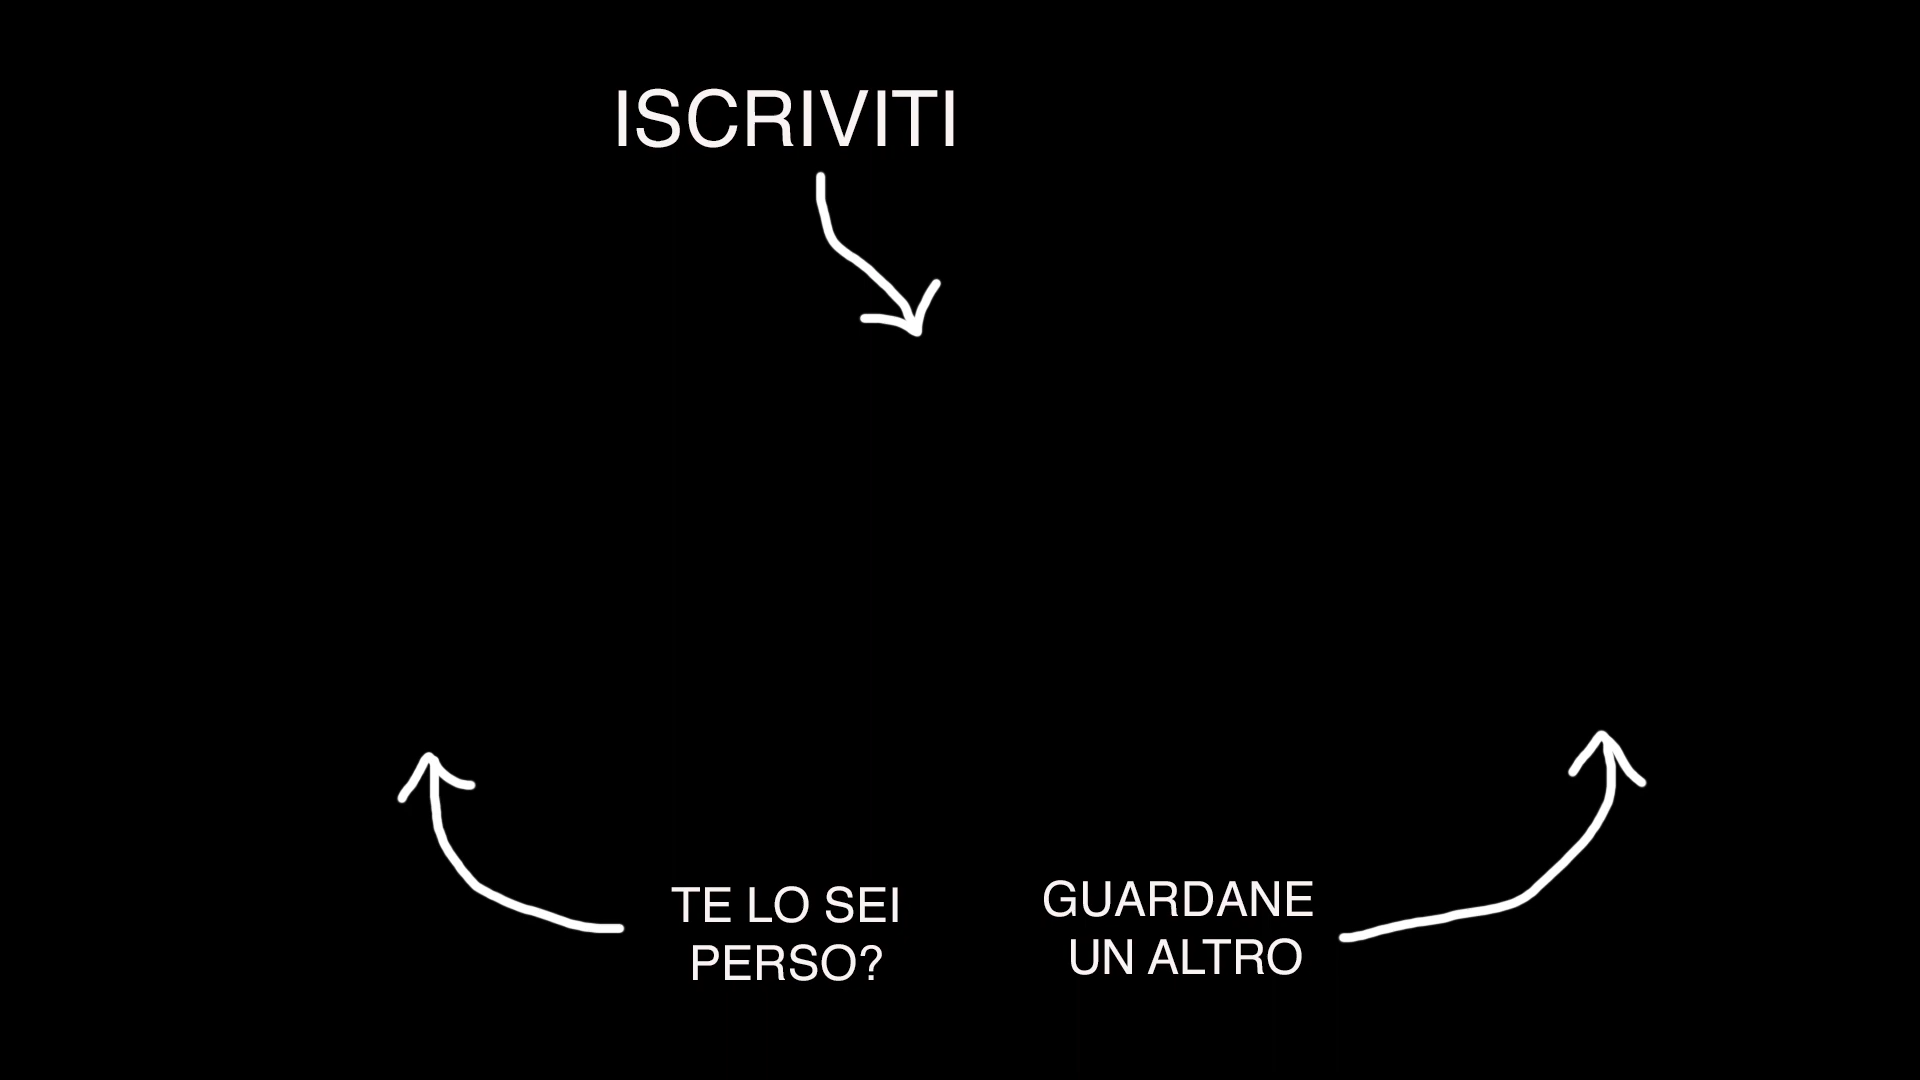 ISCRIVITI
TE LO SEI
PERSO?
GUARDANE
UN ALTRO